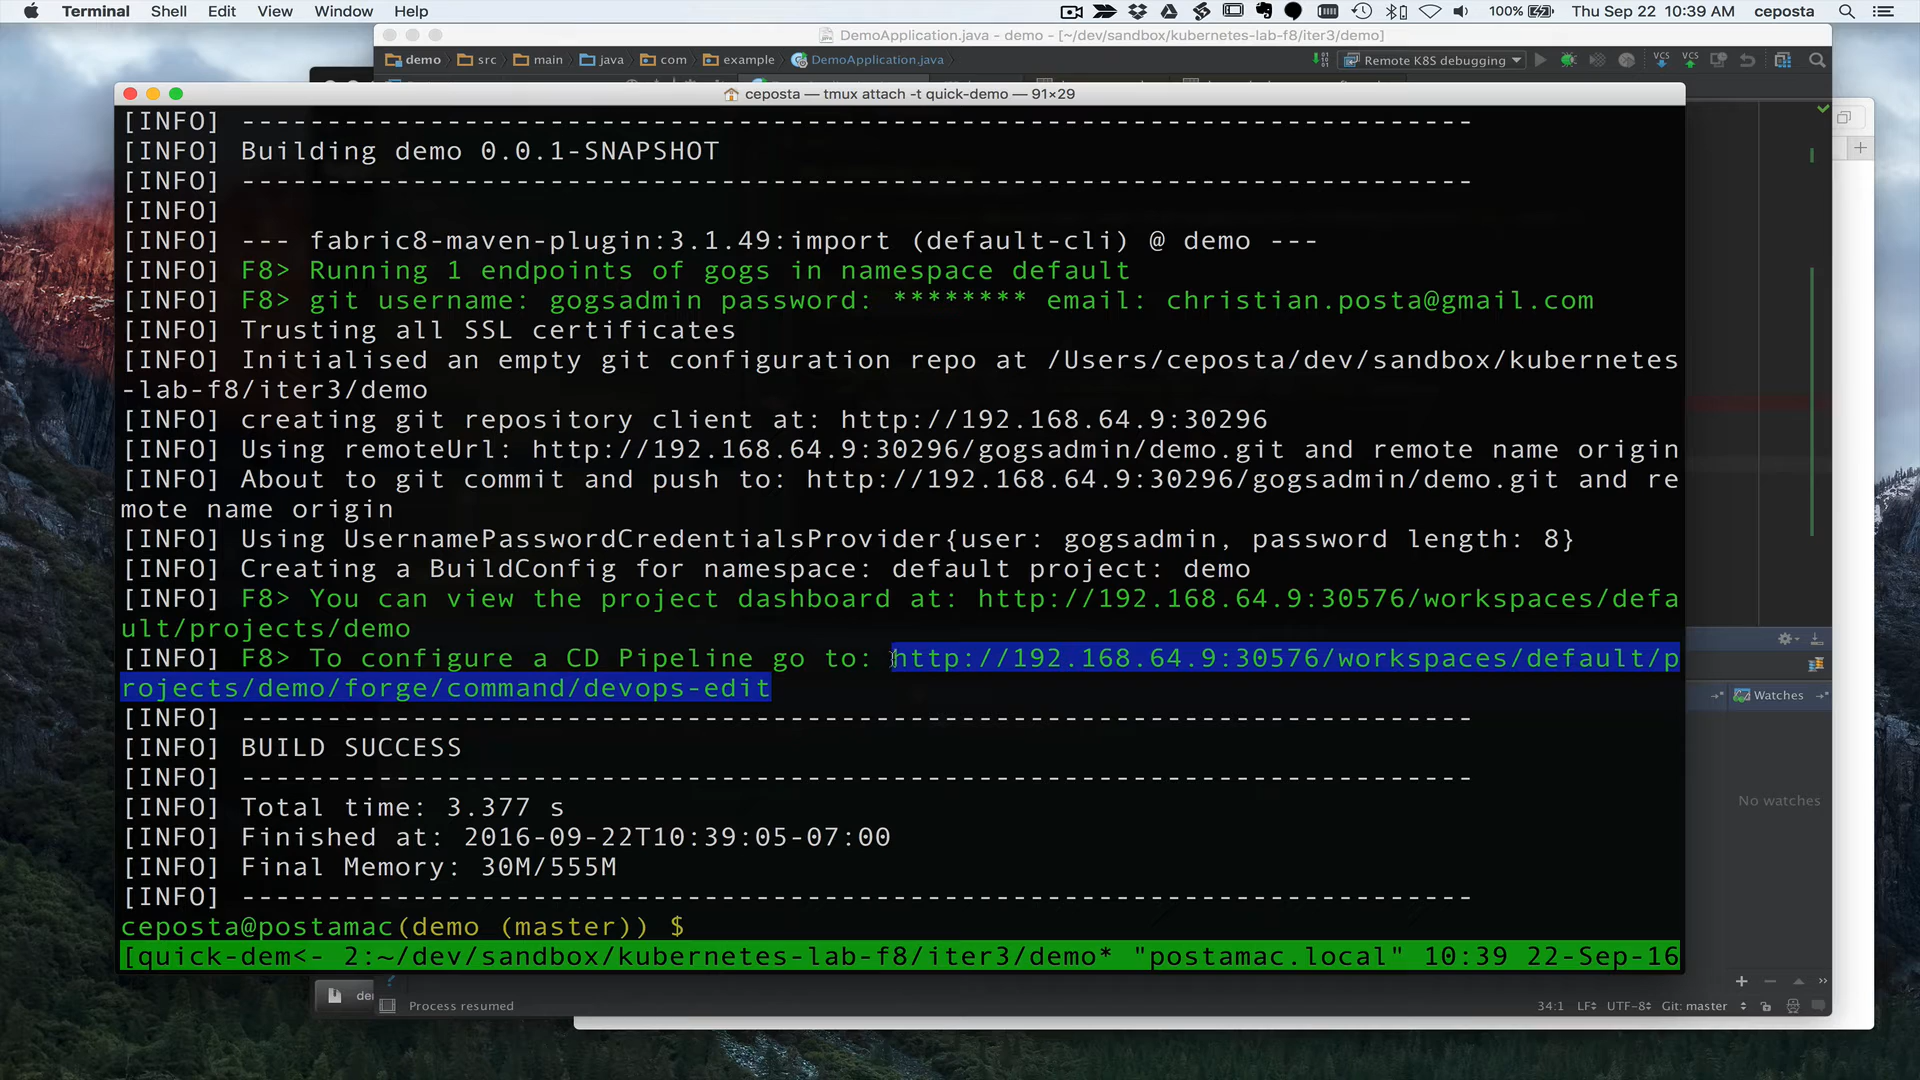 Terminal Shell Edit View Window Help 100% Thu Sep 22 10:39 AM ceposta
DemoApplication.java - demo - [~/dev/sandbox/kubernetes-lab-f8/iter3/demo]
demo src main java com example DemoApplication.java Remote K8S debugging VCS VCS
ceposta — tmux attach -t quick-demo — 91×29
[INFO] ------------------------------------------------------------------------
[INFO] Building demo 0.0.1-SNAPSHOT
[INFO] ------------------------------------------------------------------------
[INFO]
[INFO] --- fabric8-maven-plugin:3.1.49:import (default-cli) @ demo ---
[INFO] F8> Running 1 endpoints of gogs in namespace default
[INFO] F8> git username: gogsadmin password: ******** email: christian.posta@gmail.com
[INFO] Trusting all SSL certificates
[INFO] Initialised an empty git configuration repo at /Users/ceposta/dev/sandbox/kubernetes
-lab-f8/iter3/demo
[INFO] creating git repository client at: http://192.168.64.9:30296
[INFO] Using remoteUrl: http://192.168.64.9:30296/gogsadmin/demo.git and remote name origin
[INFO] About to git commit and push to: http://192.168.64.9:30296/gogsadmin/demo.git and re
mote name origin
[INFO] Using UsernamePasswordCredentialsProvider{user: gogsadmin, password length: 8}
[INFO] Creating a BuildConfig for namespace: default project: demo
[INFO] F8> You can view the project dashboard at: http://192.168.64.9:30576/workspaces/defa
ult/projects/demo
[INFO] F8> To configure a CD Pipeline go to: http://192.168.64.9:30576/workspaces/default/p
rojects/demo/forge/command/devops-edit
[INFO] ------------------------------------------------------------------------
[INFO] BUILD SUCCESS
[INFO] ------------------------------------------------------------------------
[INFO] Total time: 3.377 s
[INFO] Finished at: 2016-09-22T10:39:05-07:00
[INFO] Final Memory: 30M/555M
[INFO] ------------------------------------------------------------------------
ceposta@postamac(demo (master)) $
[quick-dem<- 2:~/dev/sandbox/kubernetes-lab-f8/iter3/demo* "postamac.local" 10:39 22-Sep-16
Watches
No watches
Process resumed 34:1 LF UTF-8 Git: master